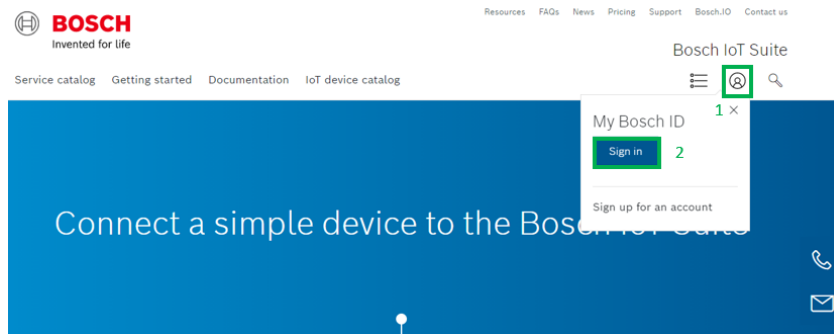 Resources FAQs News Pricing Support Bosch.IO Contact us
BOSCH
Invented for life
Bosch IoT Suite
Service catalog Getting started Documentation IoT device catalog
1 ×
My Bosch ID
Sign in 2
Sign up for an account
Connect a simple device to the Bosch IoT Suite